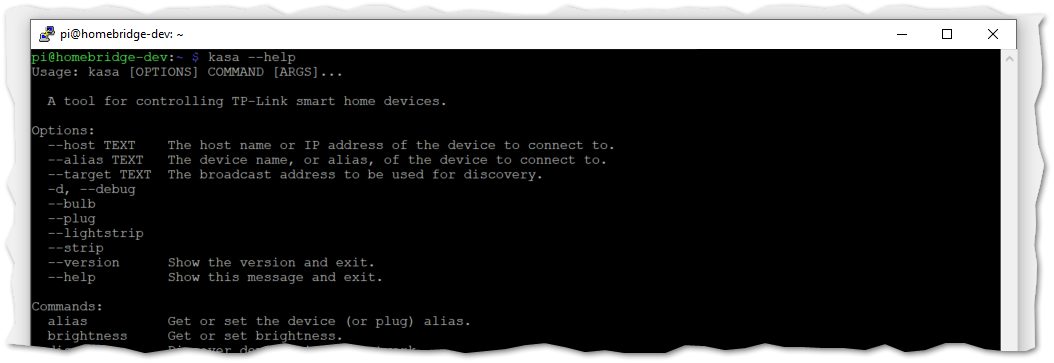 pi@homebridge-dev: ~
pi@homebridge-dev:~ $ kasa --help
Usage: kasa [OPTIONS] COMMAND [ARGS]...
A tool for controlling TP-Link smart home devices.
Options:
--host TEXT The host name or IP address of the device to connect to.
--alias TEXT The device name, or alias, of the device to connect to.
--target TEXT The broadcast address to be used for discovery.
-d, --debug
--bulb
--plug
--lightstrip
--strip
--version Show the version and exit.
--help Show this message and exit.
Commands:
alias Get or set the device (or plug) alias.
brightness Get or set brightness.